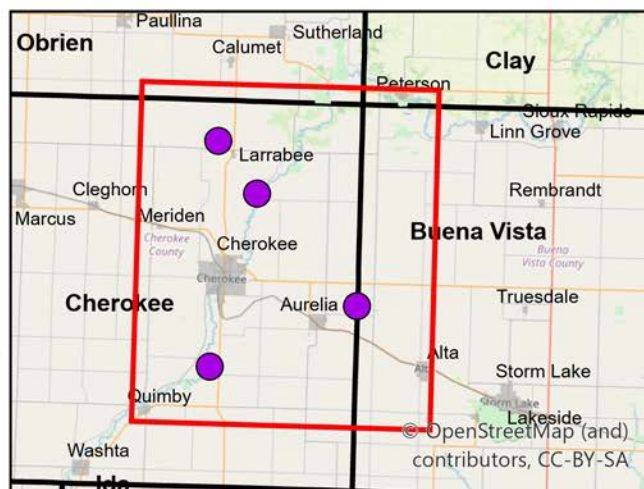 Paullina
Sutherland
Obrien
Calumet
Clay
Peterson
Sioux Rapids
Linn Grove
Larrabee
Cleghorn
Rembrandt
Marcus
Meriden
Buena Vista
Cherokee
County
Cherokee
Buena
Vista County
Cherokee
Cherokee
Aurelia
Truesdale
Alta
Alta
Storm Lake
Quimby
Storm Lake
Lakeside
© OpenStreetMap (and)
contributors, CC-BY-SA
Washta
Ida